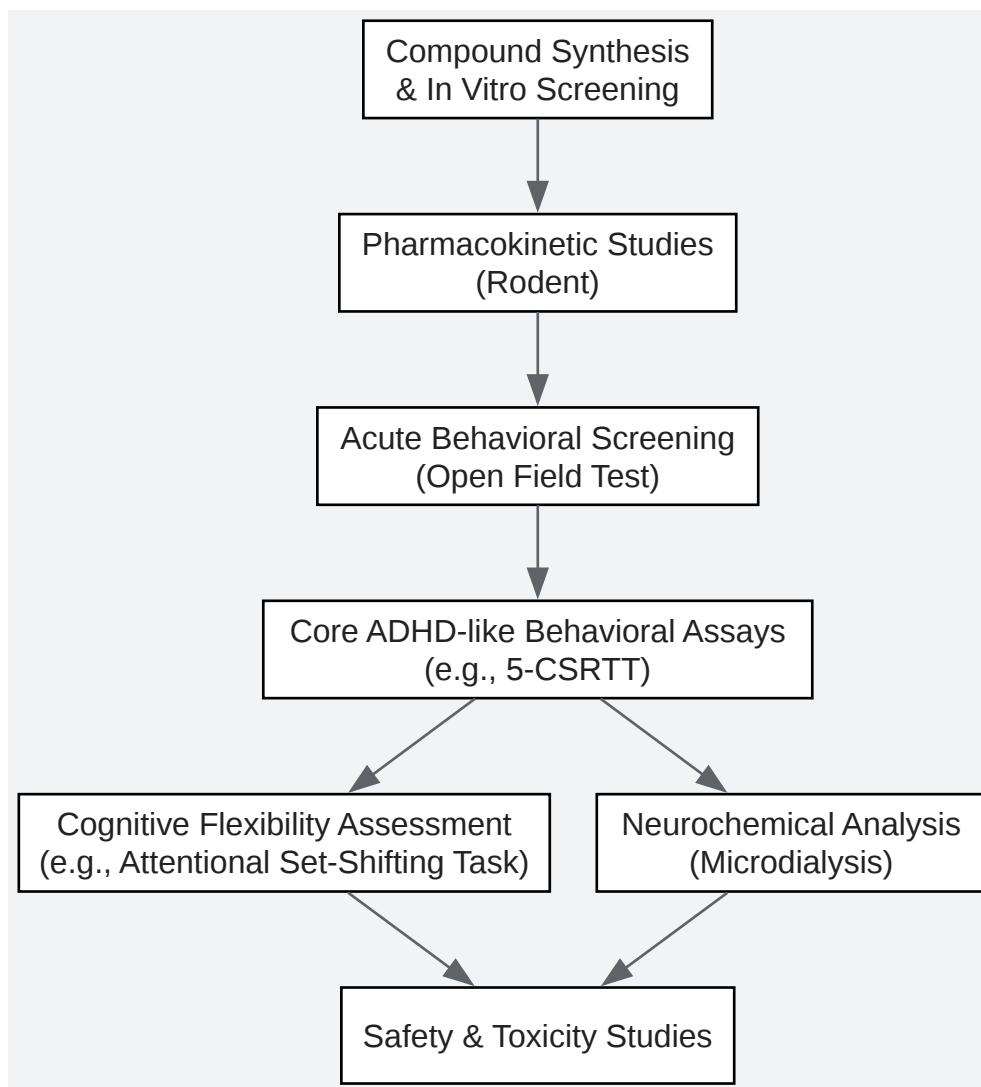 Compound Synthesis
& In Vitro Screening
Pharmacokinetic Studies
(Rodent)
Acute Behavioral Screening
(Open Field Test)
Core ADHD-like Behavioral Assays
(e.g., 5-CSRTT)
Cognitive Flexibility Assessment
(e.g., Attentional Set-Shifting Task)
Neurochemical Analysis
(Microdialysis)
Safety & Toxicity Studies